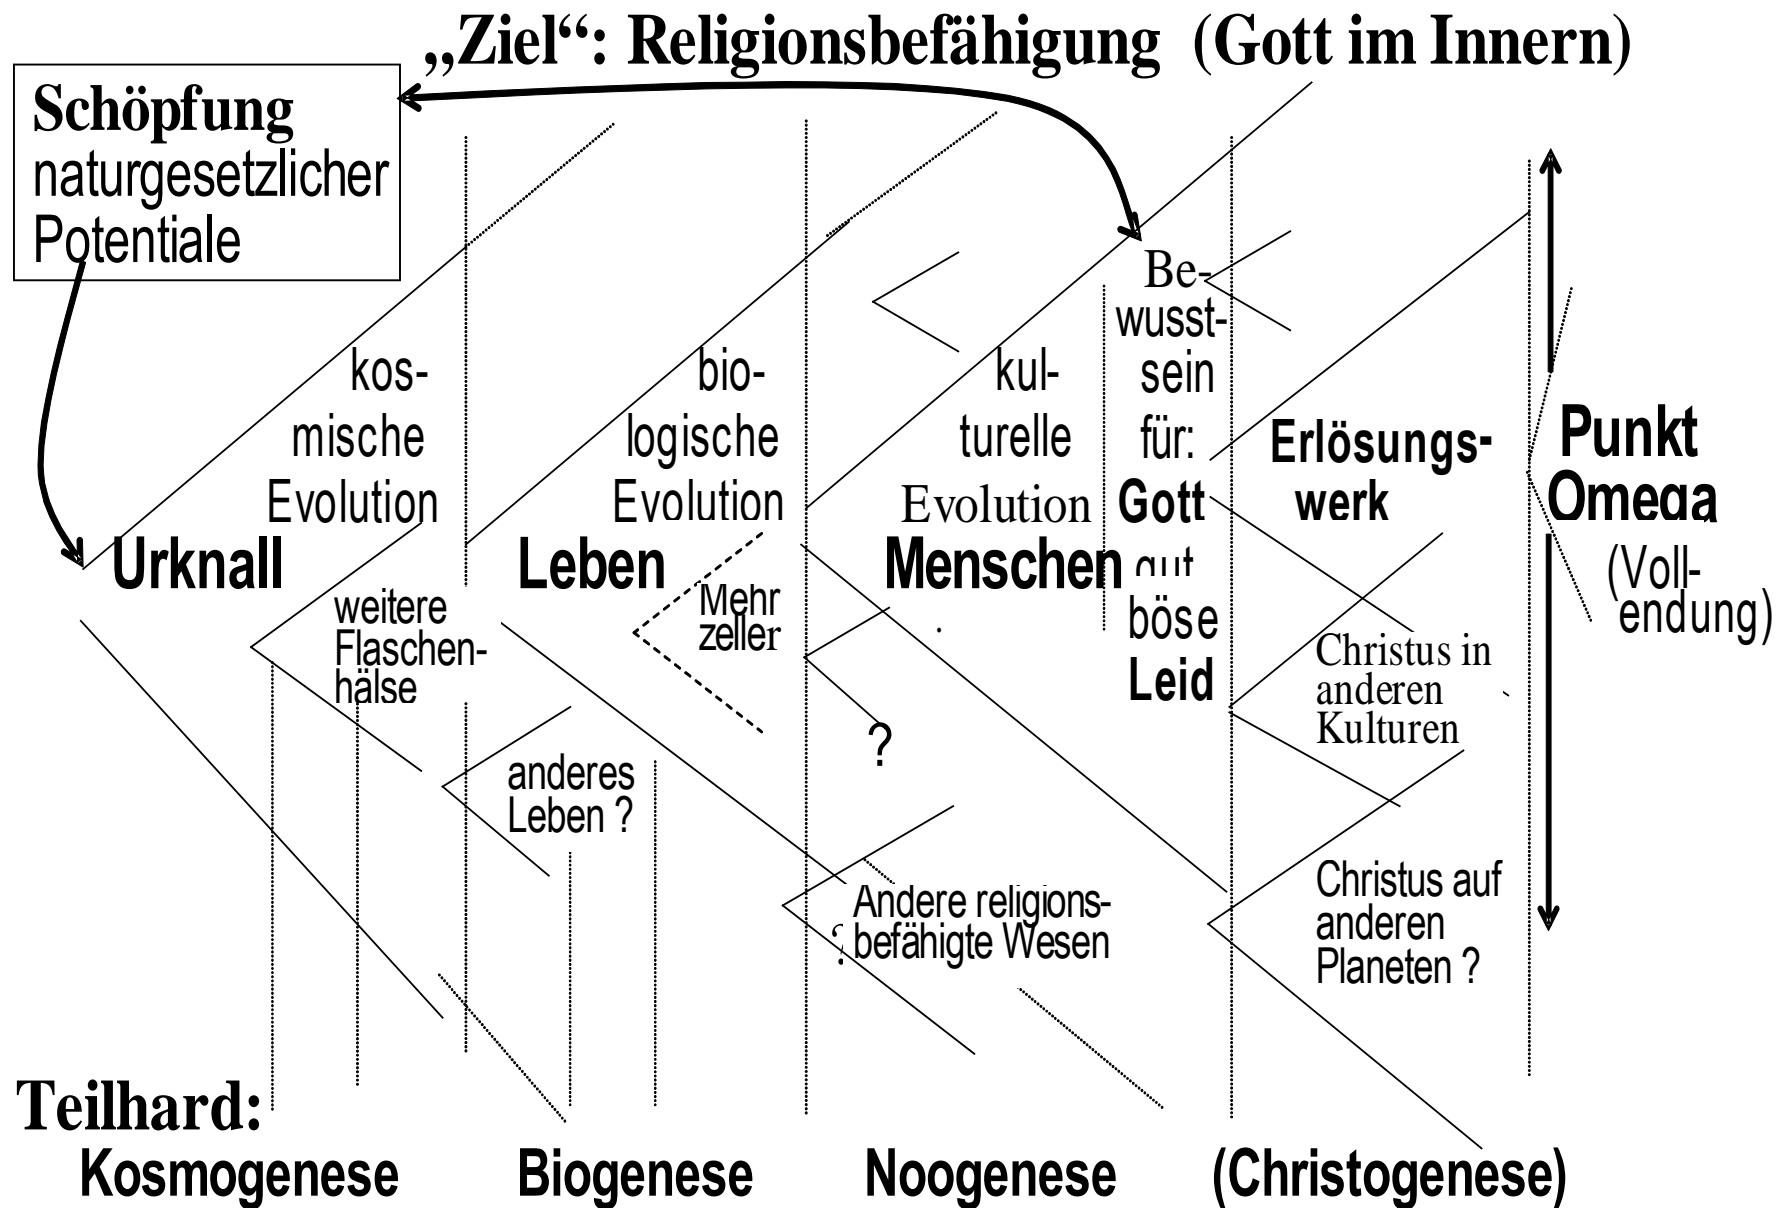 „Ziel“: Religionsbefähigung (Gott im Innern)
Schöpfung
naturgesetzlicher
Potentiale
kos-
mische
Evolution
Urknall
weitere
Flaschen-
hälse
bio-
logische
Evolution
Leben
Mehr
zeller
anderes
Leben ?
kul-
turelle
Evolution
Menschen
?
Andere religions-
befähigte Wesen
?
Be-
wusst-
sein
für:
Gott
gut
böse
Leid
Erlösungs-
werk
Christus in
anderen
Kulturen
Christus auf
anderen
Planeten ?
Punkt
Omega
(Voll-
endung)
Teilhard:
Kosmogenese Biogenese Noogenese (Christogenese)